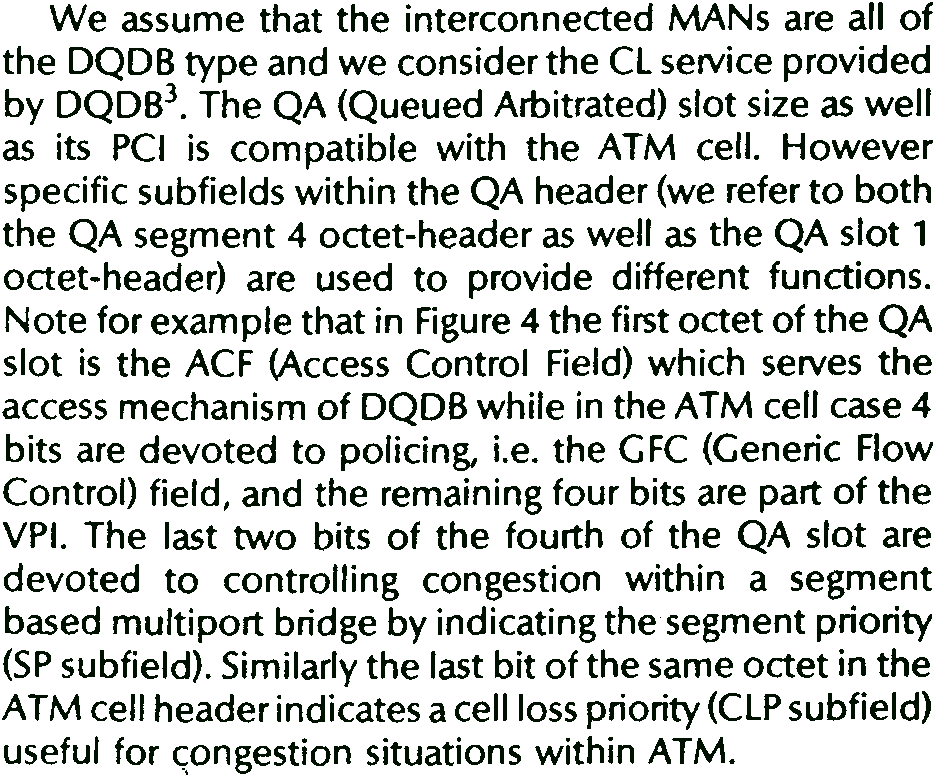 We assume that the interconnected MANs are all of
the DQDB type and we consider the CL service provided
by DQDB³. The QA (Queued Arbitrated) slot size as well
as its PCI is compatible with the ATM cell. However
specific subfields within the QA header (we refer to both
the QA segment 4 octet-header as well as the QA slot 1
octet-header) are used to provide different functions.
Note for example that in Figure 4 the first octet of the QA
slot is the ACF (Access Control Field) which serves the
access mechanism of DQDB while in the ATM cell case 4
bits are devoted to policing, i.e. the GFC (Generic Flow
Control) field, and the remaining four bits are part of the
VPI. The last two bits of the fourth of the QA slot are
devoted to controlling congestion within a segment
based multiport bridge by indicating the segment priority
(SP subfield). Similarly the last bit of the same octet in the
ATM cell header indicates a cell loss priority (CLP subfield)
useful for congestion situations within ATM.